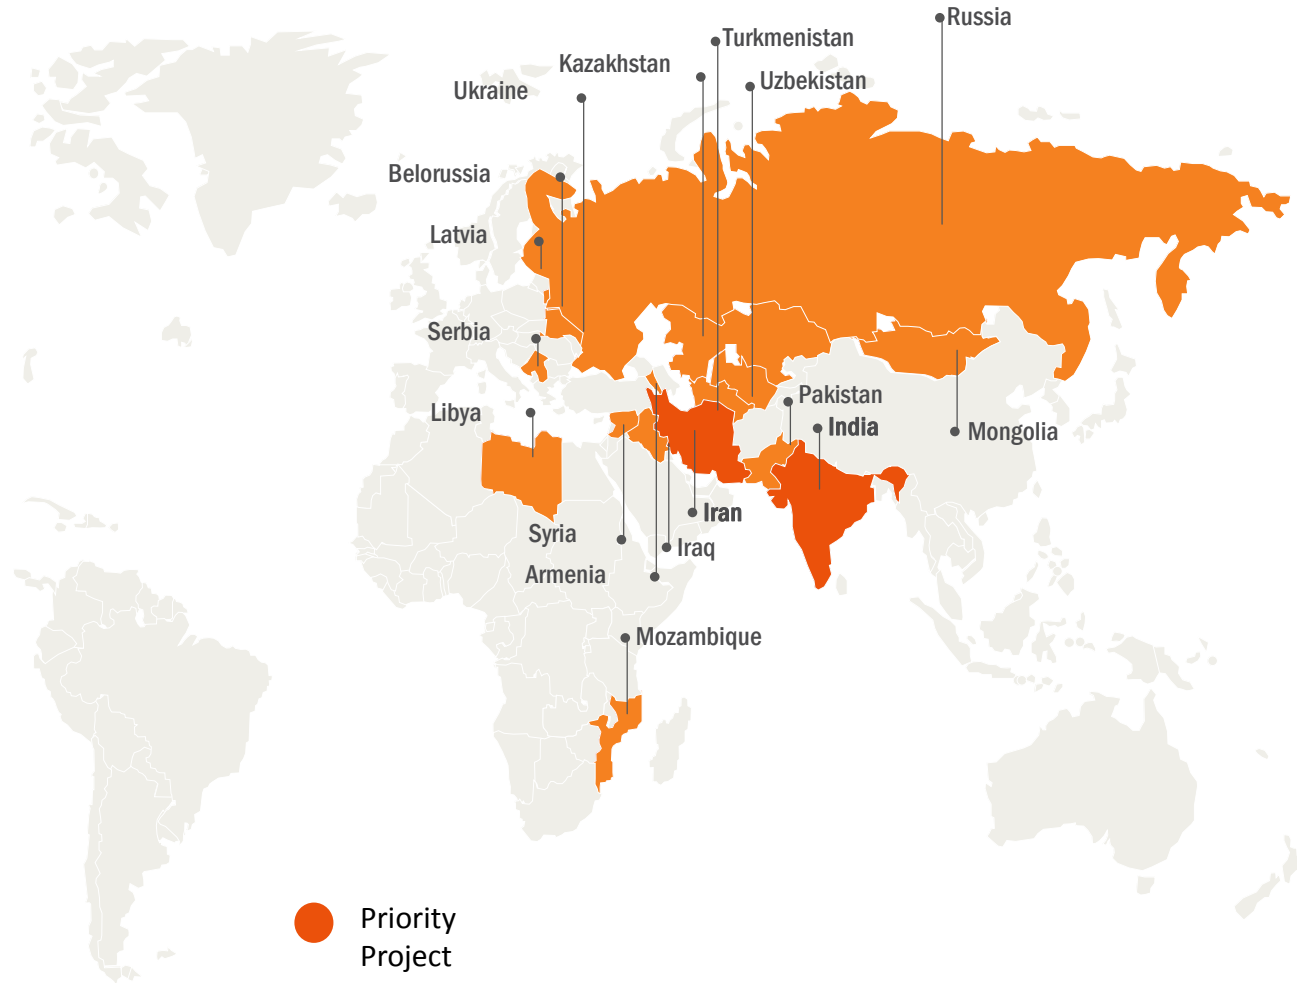 Russia
Turkmenistan
Kazakhstan
Uzbekistan
Ukraine
Belorussia
Latvia
Serbia
Pakistan
Libya
India
Mongolia
Iran
Syria
Iraq
Armenia
Mozambique
Priority
Project